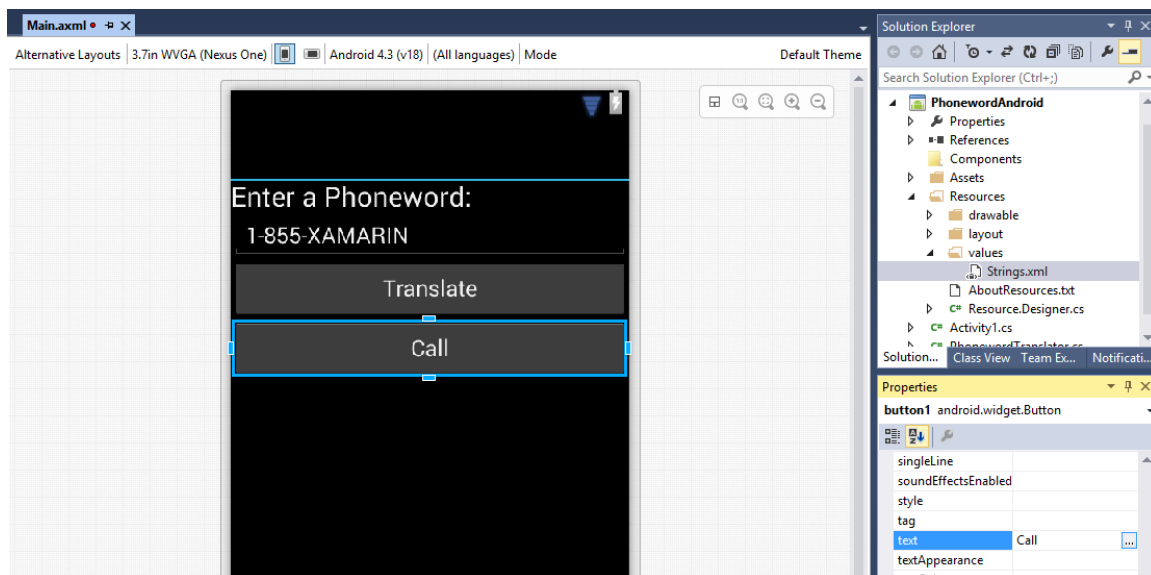 Main.axml
Alternative Layouts 3.7in WVGA (Nexus One) Android 4.3 (v18) (All languages) Mode Default Theme
Enter a Phoneword:
1-855-XAMARIN
Translate
Call
Solution Explorer
Search Solution Explorer (Ctrl+;)
PhonewordAndroid
Properties
References
Components
Assets
Resources
drawable
layout
values
Strings.xml
AboutResources.txt
C# Resource.Designer.cs
C# Activity1.cs
C# PhonewordTranslator.cs
Solution... Class View Team Ex... Notificati...
Properties
button1 android.widget.Button
singleLine
soundEffectsEnabled
style
tag
text Call ...
textAppearance